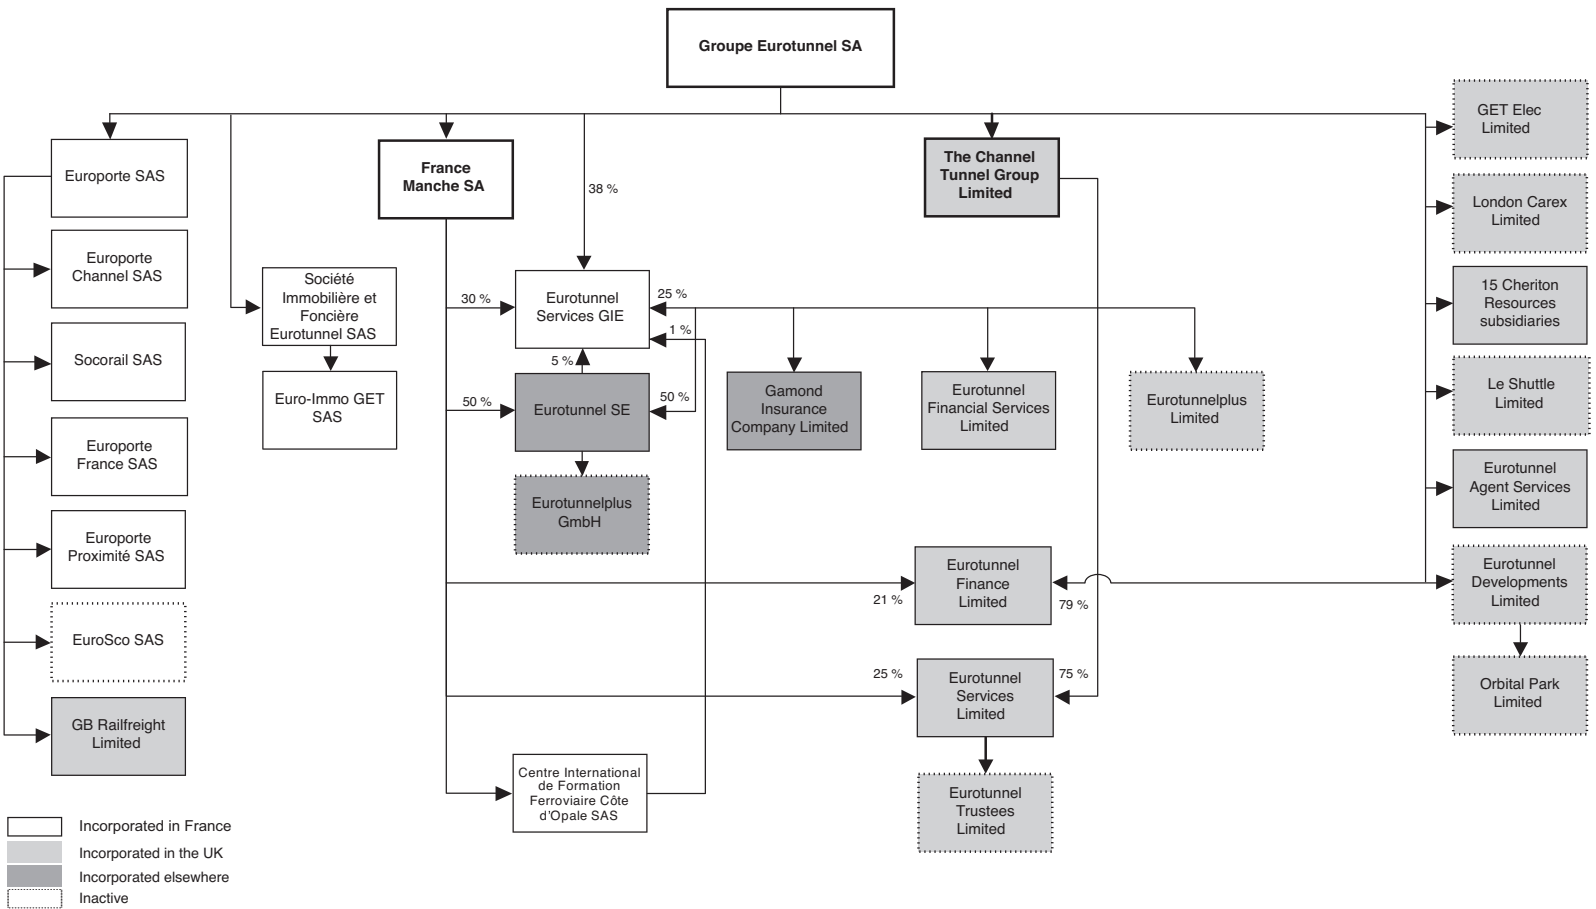 Groupe Eurotunnel SA
Europorte SAS
France
Manche SA
38 %
The Channel
Tunnel Group
Limited
GET Elec
Limited
London Carex
Limited
Europorte
Channel SAS
Société
Immobilière et
Foncière
Eurotunnel SAS
30 %
Eurotunnel
Services GIE
25 %
1 %
15 Cheriton
Resources
subsidiaries
Socorail SAS
Euro-Immo GET
SAS
5 %
50 %
Eurotunnel SE
50 %
Gamond
Insurance
Company Limited
Eurotunnel
Financial Services
Limited
Eurotunnelplus
Limited
Le Shuttle
Limited
Europorte
France SAS
Eurotunnelplus
GmbH
Eurotunnel
Agent Services
Limited
Europorte
Proximité SAS
Eurotunnel
Finance
Limited
21 %
79 %
Eurotunnel
Developments
Limited
EuroSco SAS
25 %
Eurotunnel
Services
Limited
75 %
Orbital Park
Limited
GB Railfreight
Limited
Centre International
de Formation
Ferroviaire Côte
d'Opale SAS
Eurotunnel
Trustees
Limited
Incorporated in France
Incorporated in the UK
Incorporated elsewhere
Inactive